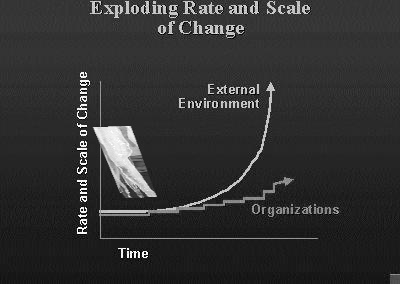 Exploding Rate and Scale
of Change
External
Environment
Rate and Scale of Change
Organizations
Time